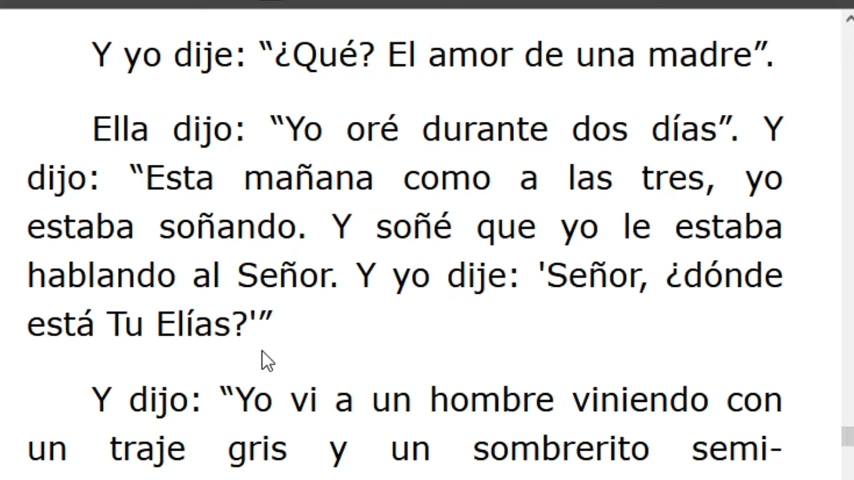 Y yo dije: “¿Qué? El amor de una madre”.
Ella dijo: “Yo oré durante dos días”. Y
dijo: “Esta mañana como a las tres, yo
estaba soñando. Y soñé que yo le estaba
hablando al Señor. Y yo dije: 'Señor, ¿dónde
está Tu Elías?'”
Y dijo: “Yo vi a un hombre viniendo con
un traje gris y un sombrerito semi-